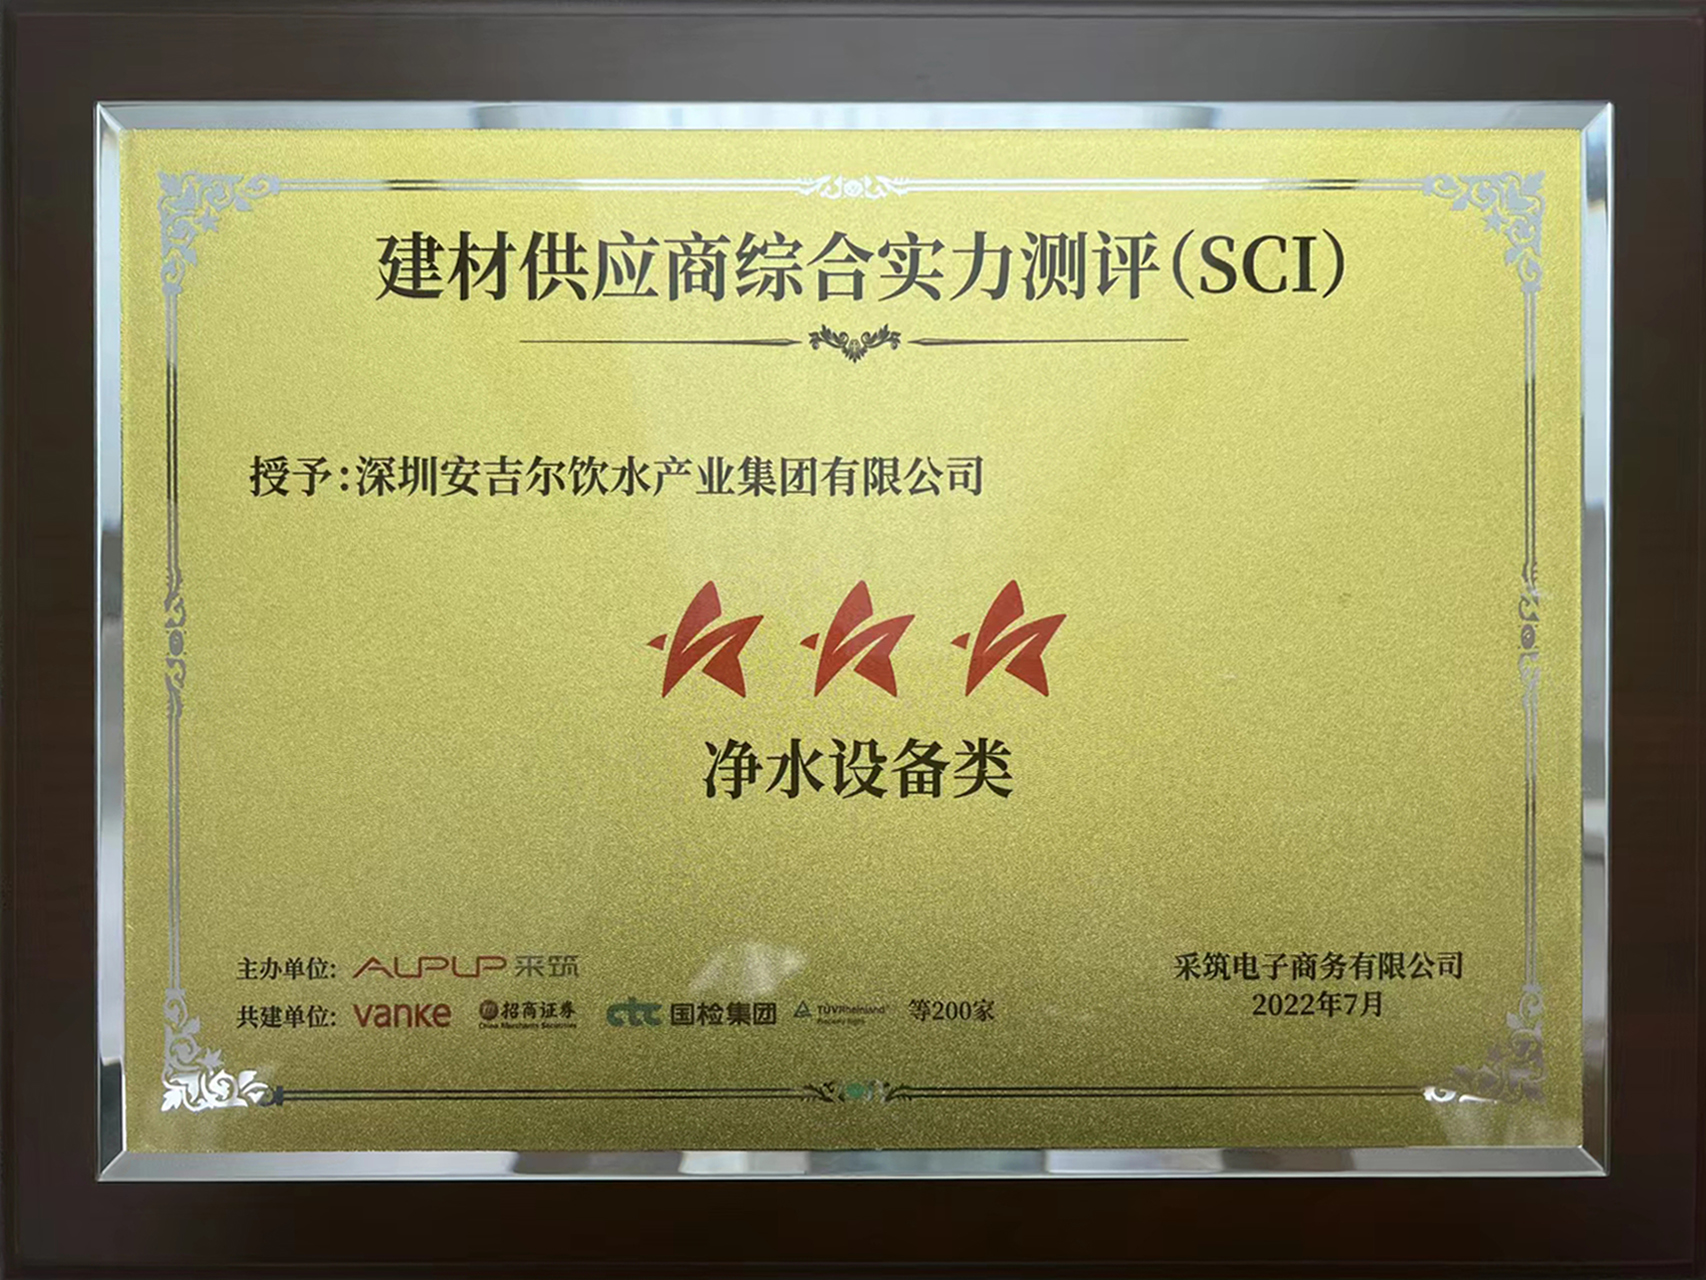 建材供应商综合实力测评(SCI)
授予:深圳安吉尔饮水产业集团有限公司
净水设备类
主办单位: AUPUP 采筑
共建单位: vanke 招商证券 China Merchants Securities ctc 国检集团 TÜVRheinland 等200家
采筑电子商务有限公司
2022年7月